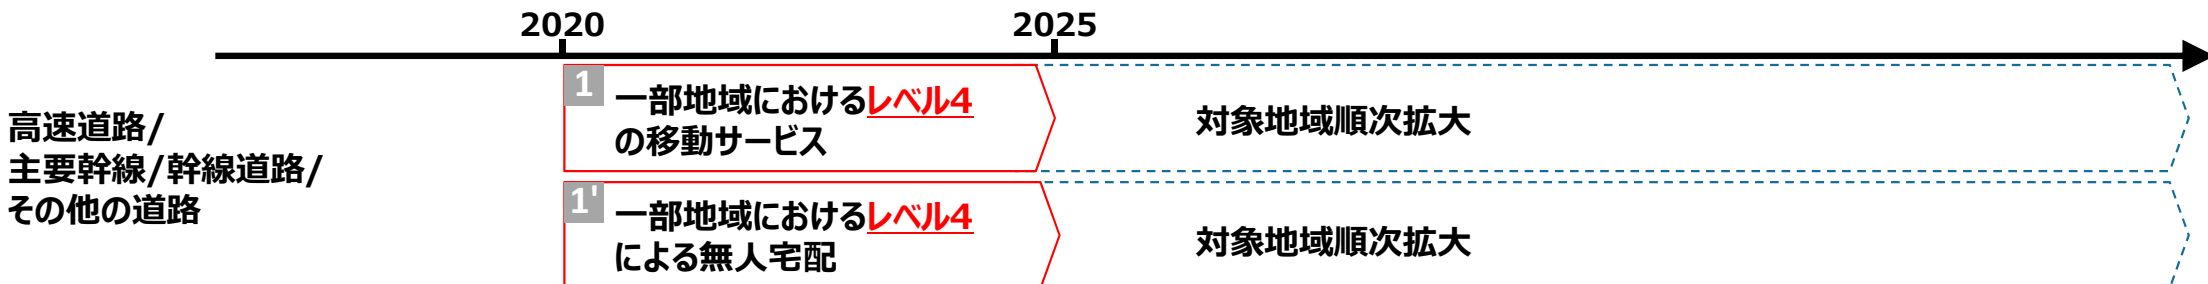 2020
2025
高速道路/
主要幹線/幹線道路/
その他の道路
1
一部地域におけるレベル4
の移動サービス
対象地域順次拡大
1'
一部地域におけるレベル4
による無人宅配
対象地域順次拡大